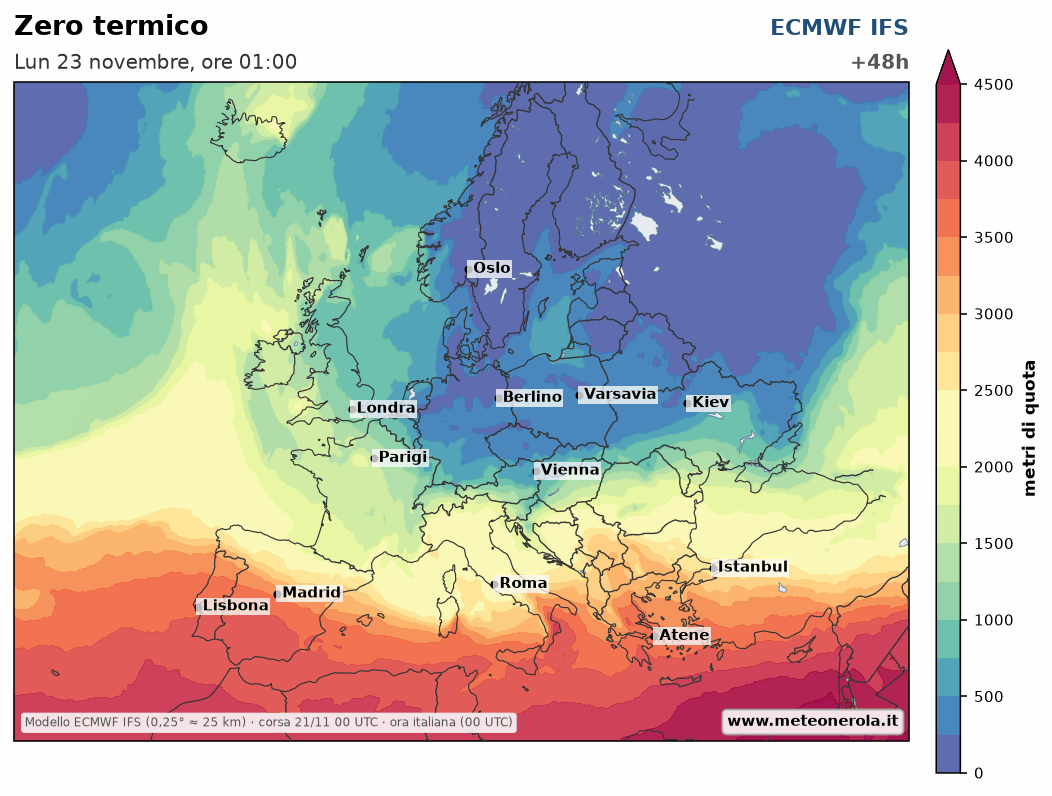 Zero termico
ECMWF IFS
Lun 23 novembre, ore 01:00
+48h
4500
4000
3500
3000
2500
2000
1500
1000
500
0
metri di quota
Oslo
Berlino
Varsavia
Kiev
Londra
Parigi
Vienna
Istanbul
Roma
Madrid
Lisbona
Atene
Modello ECMWF IFS (0,25° ≈ 25 km) · corsa 21/11 00 UTC · ora italiana (00 UTC)
www.meteonerola.it